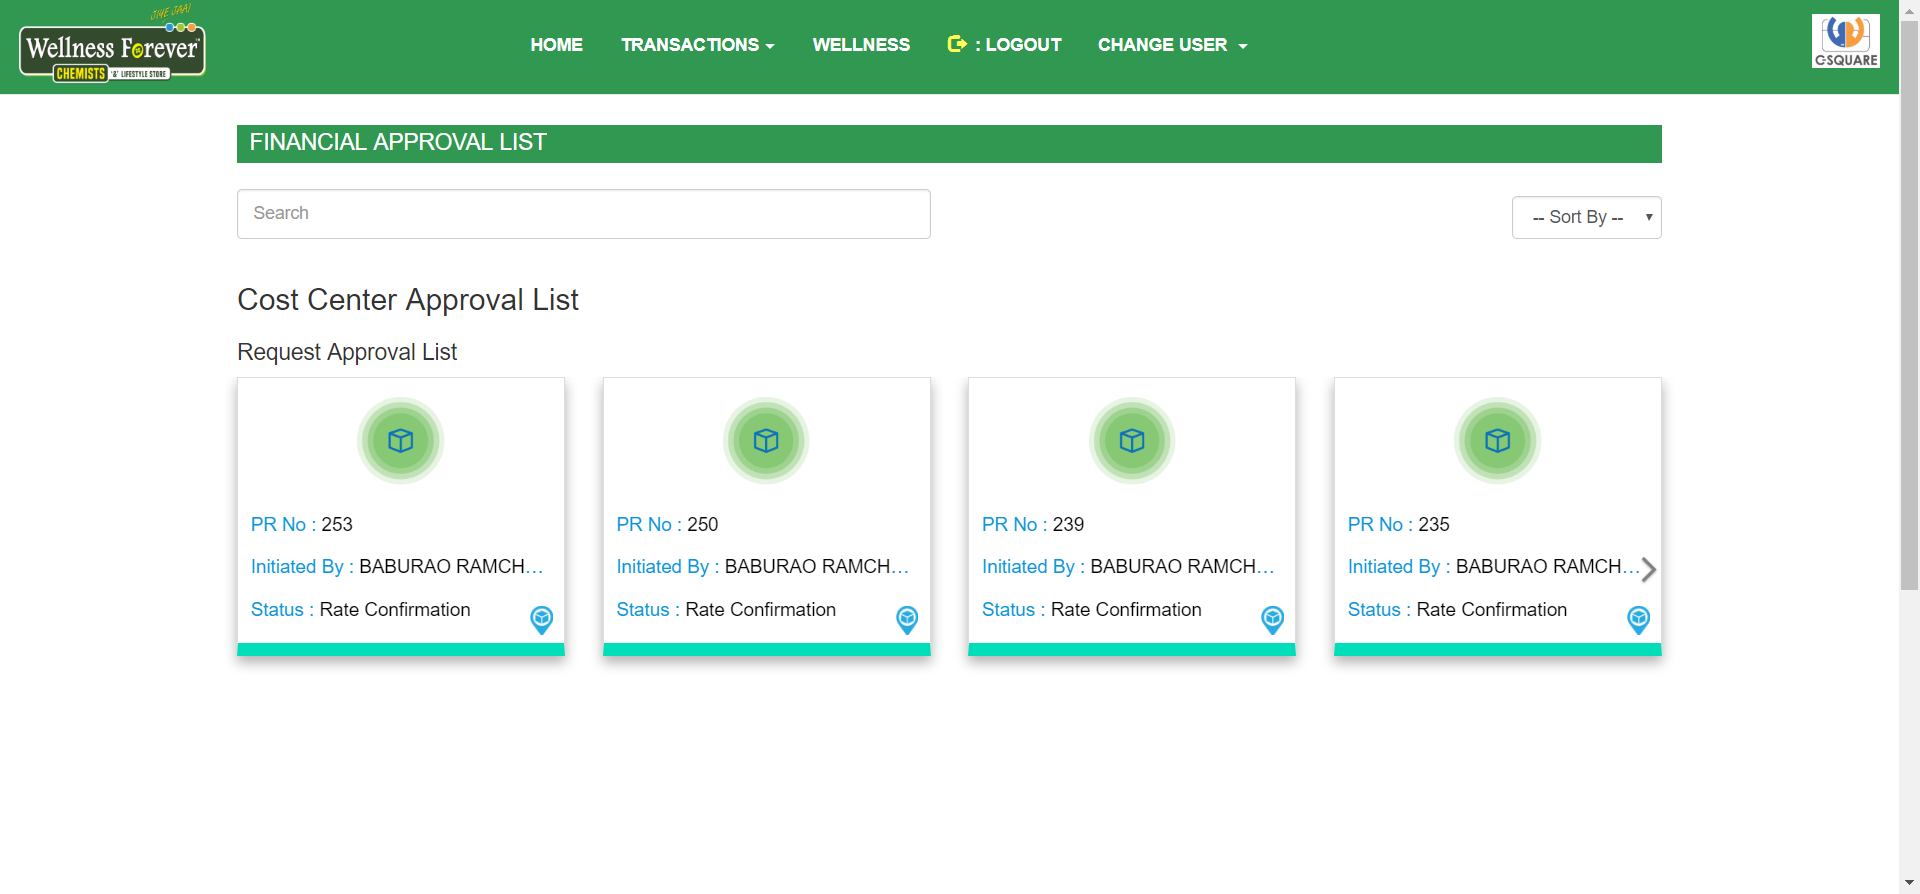 JIYE JAA!
Wellness Forever
CHEMISTS '&' LIFESTYLE STORE
HOME TRANSACTIONS WELLNESS : LOGOUT CHANGE USER
C-SQUARE
FINANCIAL APPROVAL LIST
Search
-- Sort By --
Cost Center Approval List
Request Approval List
PR No : 253
Initiated By : BABURAO RAMCH...
Status : Rate Confirmation
PR No : 250
Initiated By : BABURAO RAMCH...
Status : Rate Confirmation
PR No : 239
Initiated By : BABURAO RAMCH...
Status : Rate Confirmation
PR No : 235
Initiated By : BABURAO RAMCH...
Status : Rate Confirmation